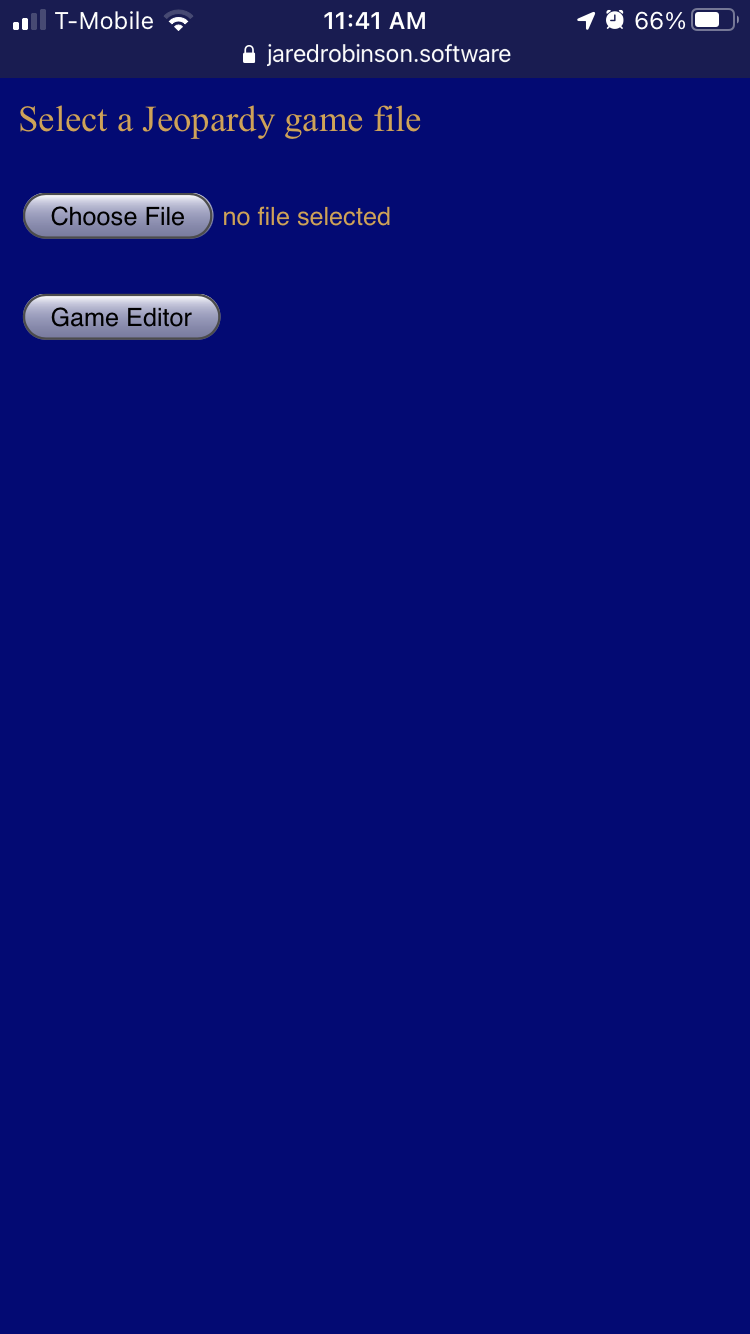 T-Mobile 11:41 AM 66%
jaredrobinson.software
Select a Jeopardy game file
Choose File no file selected
Game Editor